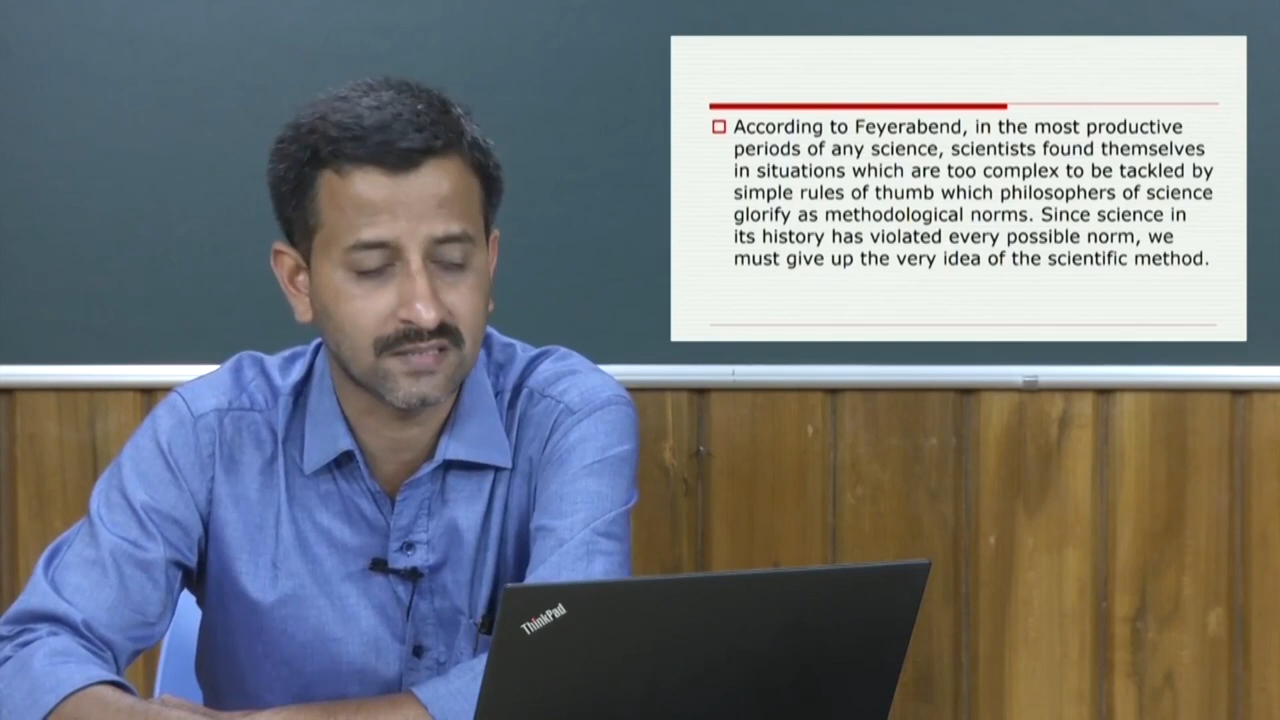 According to Feyerabend, in the most productive
periods of any science, scientists found themselves
in situations which are too complex to be tackled by
simple rules of thumb which philosophers of science
glorify as methodological norms. Since science in
its history has violated every possible norm, we
must give up the very idea of the scientific method.
ThinkPad